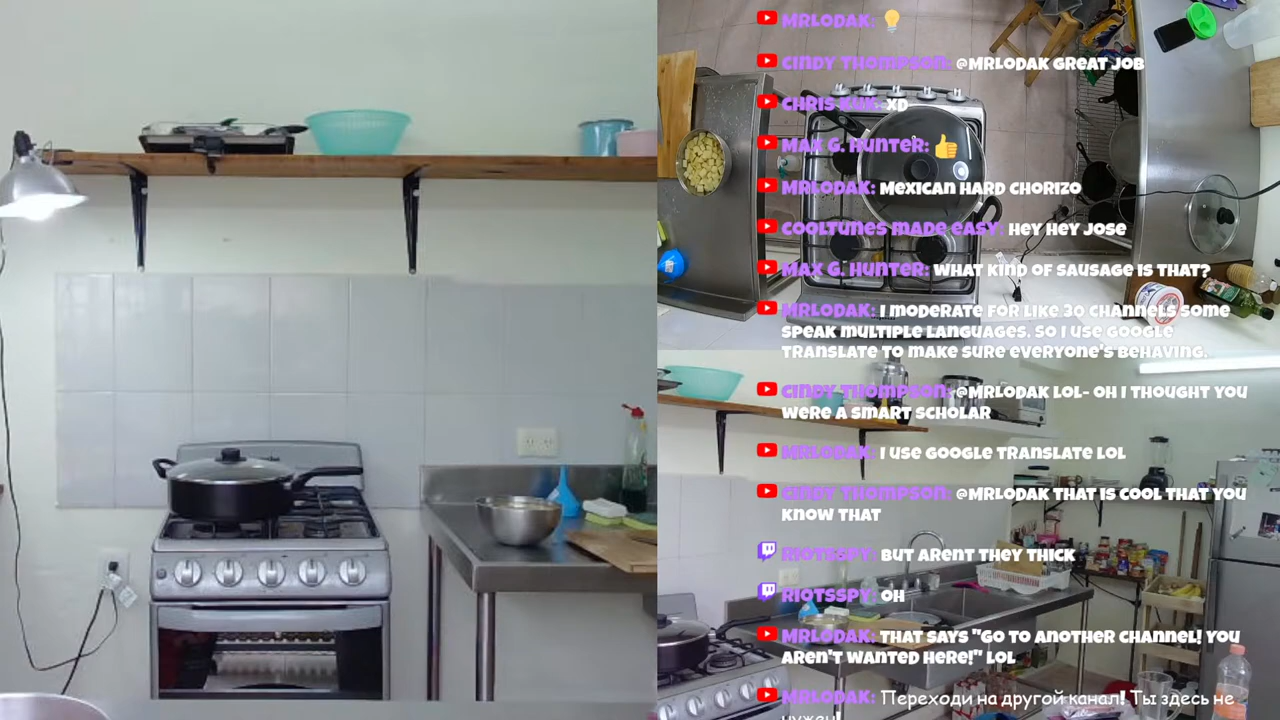 MRLODAK: 💡
CINDY THOMPSON: @MRLODAK GREAT JOB
CHRIS KUK: XD
MAX G. HUNTER: 👍
MRLODAK: MEXICAN HARD CHORIZO
COOLTUNES MADE EASY: HEY HEY JOSE
MAX G. HUNTER: WHAT KIND OF SAUSAGE IS THAT?
MRLODAK: I MODERATE FOR LIKE 30 CHANNELS SOME
SPEAK MULTIPLE LANGUAGES. SO I USE GOOGLE
TRANSLATE TO MAKE SURE EVERYONE'S BEHAVING.
CINDY THOMPSON: @MRLODAK LOL- OH I THOUGHT YOU
WERE A SMART SCHOLAR
MRLODAK: I USE GOOGLE TRANSLATE LOL
CINDY THOMPSON: @MRLODAK THAT IS COOL THAT YOU
KNOW THAT
RIOTSSPY: BUT ARENT THEY THICK
RIOTSSPY: OH
MRLODAK: THAT SAYS "GO TO ANOTHER CHANNEL! YOU
AREN'T WANTED HERE!" LOL
MRLODAK: Переходи на другой канал! Ты здесь не
нужен!